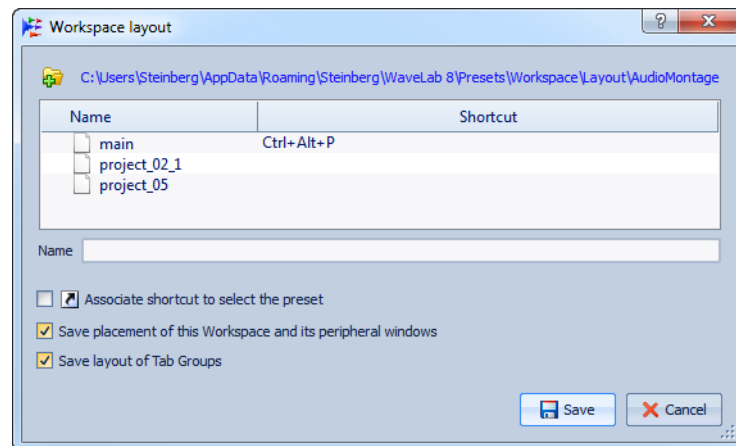 Workspace layout
C:\Users\Steinberg\AppData\Roaming\Steinberg\WaveLab 8\Presets\Workspace\Layout\AudioMontage
Name Shortcut
main Ctrl+Alt+P
project_02_1
project_05
Name
Associate shortcut to select the preset
Save placement of this Workspace and its peripheral windows
Save layout of Tab Groups
Save Cancel